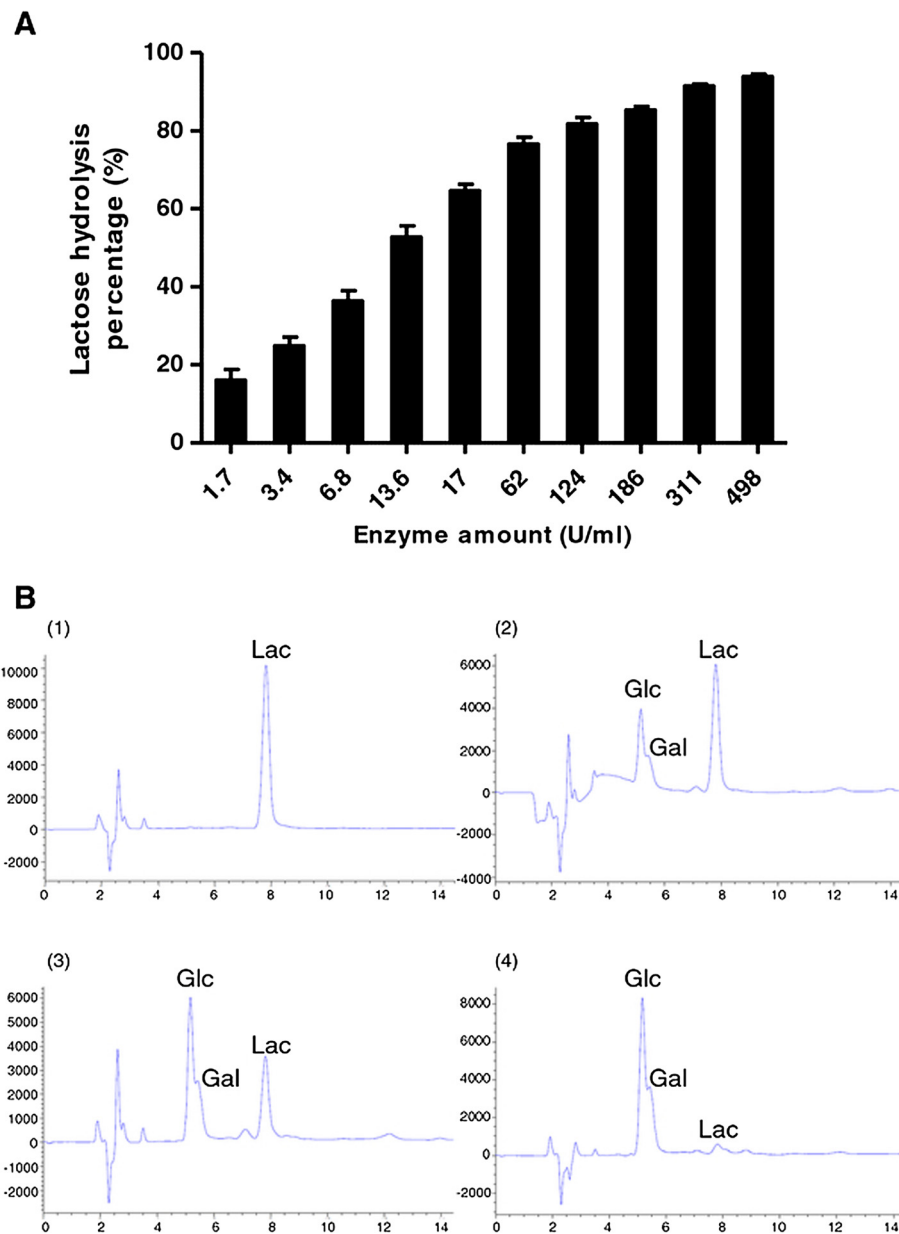 A
100
80
60
40
20
0
Lactose hydrolysis
percentage (%)
1.7 3.4 6.8 13.6 17 62 124 186 311 498
Enzyme amount (U/ml)
B
(1)
Lac
10000
8000
6000
4000
2000
0
-2000
0 2 4 6 8 10 12 14
(2)
Lac
Glc
Gal
6000
4000
2000
0
-2000
-4000
0 2 4 6 8 10 12 14
(3)
Glc
Lac
Gal
6000
5000
4000
3000
2000
1000
0
-1000
-2000
0 2 4 6 8 10 12 14
(4)
Glc
Gal
Lac
8000
6000
4000
2000
0
-2000
0 2 4 6 8 10 12 14